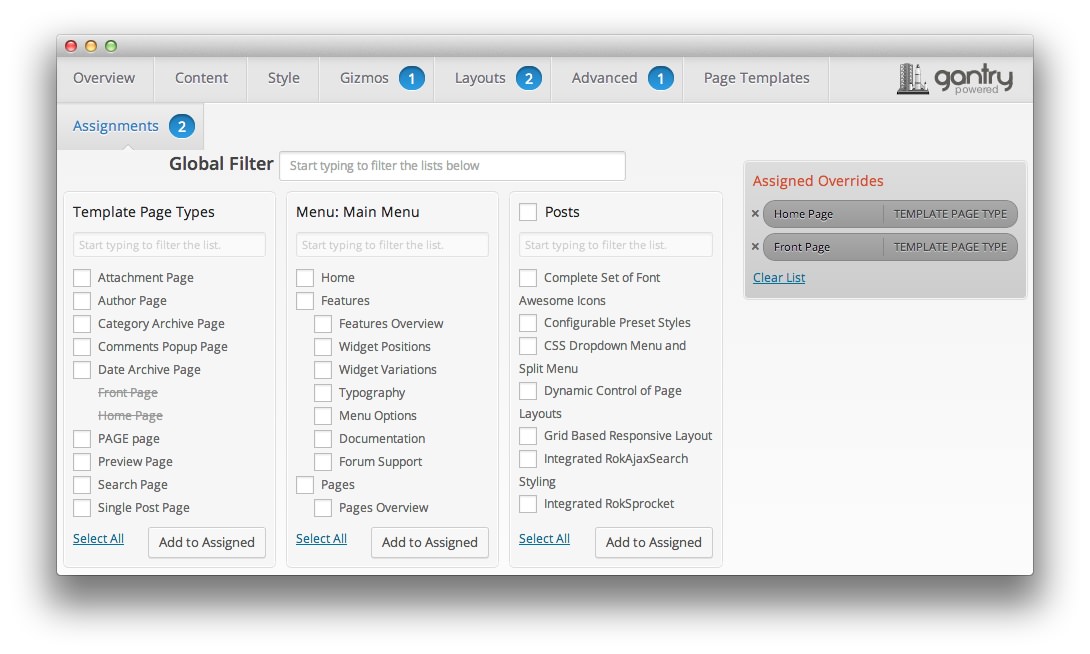 Overview
Content
Style
Gizmos 1
Layouts 2
Advanced 1
Page Templates
gantry
powered
Assignments 2
Global Filter
Start typing to filter the lists below
Template Page Types
Start typing to filter the list.
Attachment Page
Author Page
Category Archive Page
Comments Popup Page
Date Archive Page
Front Page
Home Page
PAGE page
Preview Page
Search Page
Single Post Page
Select All
Add to Assigned
Menu: Main Menu
Start typing to filter the list.
Home
Features
Features Overview
Widget Positions
Widget Variations
Typography
Menu Options
Documentation
Forum Support
Pages
Pages Overview
Select All
Add to Assigned
Posts
Start typing to filter the list.
Complete Set of Font
Awesome Icons
Configurable Preset Styles
CSS Dropdown Menu and
Split Menu
Dynamic Control of Page
Layouts
Grid Based Responsive Layout
Integrated RokAjaxSearch
Styling
Integrated RokSprocket
Select All
Add to Assigned
Assigned Overrides
× Home Page TEMPLATE PAGE TYPE
× Front Page TEMPLATE PAGE TYPE
Clear List